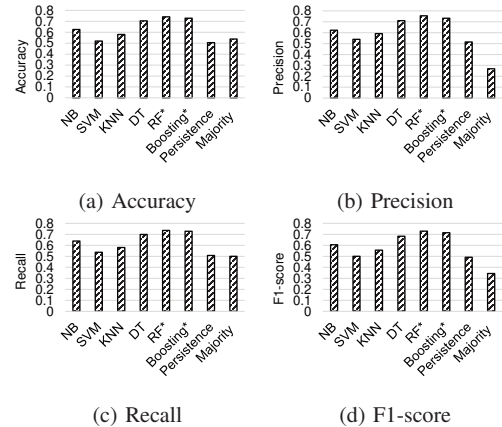 Accuracy
0.8
0.7
0.6
0.5
0.4
0.3
0.2
0.1
0
NB
SVM
KNN
DT
RF*
Boosting*
Persistence
Majority
(a) Accuracy
Precision
0.8
0.7
0.6
0.5
0.4
0.3
0.2
0.1
0
NB
SVM
KNN
DT
RF*
Boosting*
Persistence
Majority
(b) Precision
Recall
0.8
0.7
0.6
0.5
0.4
0.3
0.2
0.1
0
NB
SVM
KNN
DT
RF*
Boosting*
Persistence
Majority
(c) Recall
F1-score
0.8
0.7
0.6
0.5
0.4
0.3
0.2
0.1
0
NB
SVM
KNN
DT
RF*
Boosting*
Persistence
Majority
(d) F1-score